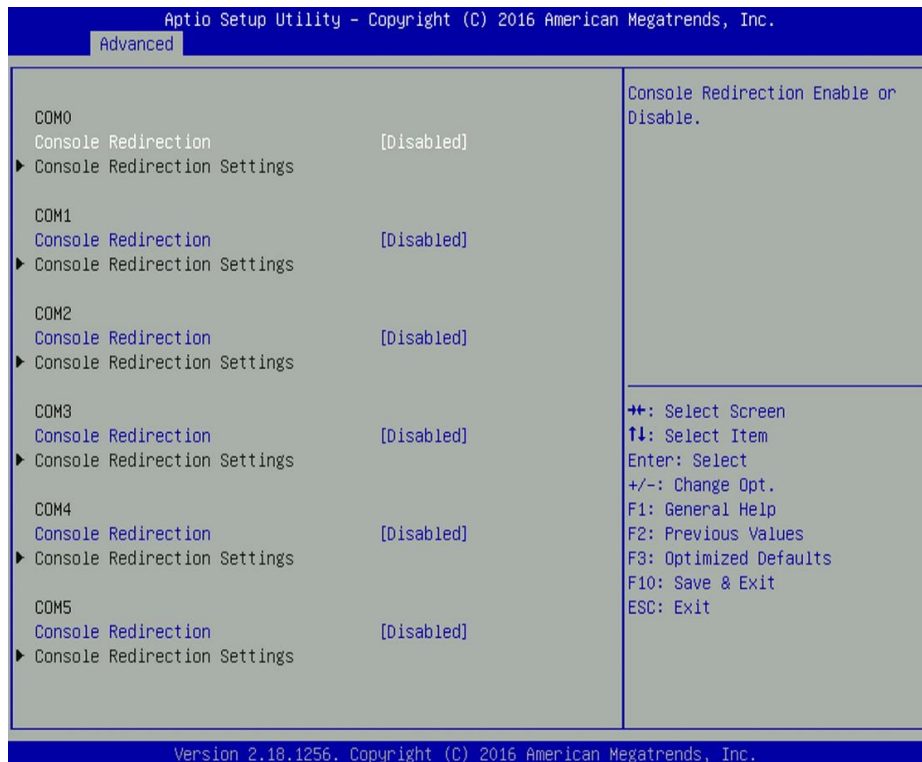 Aptio Setup Utility – Copyright (C) 2016 American Megatrends, Inc.
Advanced
COM0
Console Redirection [Disabled]
Console Redirection Settings
COM1
Console Redirection [Disabled]
Console Redirection Settings
COM2
Console Redirection [Disabled]
Console Redirection Settings
COM3
Console Redirection [Disabled]
Console Redirection Settings
COM4
Console Redirection [Disabled]
Console Redirection Settings
COM5
Console Redirection [Disabled]
Console Redirection Settings
Console Redirection Enable or
Disable.
→←: Select Screen
↑↓: Select Item
Enter: Select
+/-: Change Opt.
F1: General Help
F2: Previous Values
F3: Optimized Defaults
F10: Save & Exit
ESC: Exit
Version 2.18.1256. Copyright (C) 2016 American Megatrends, Inc.